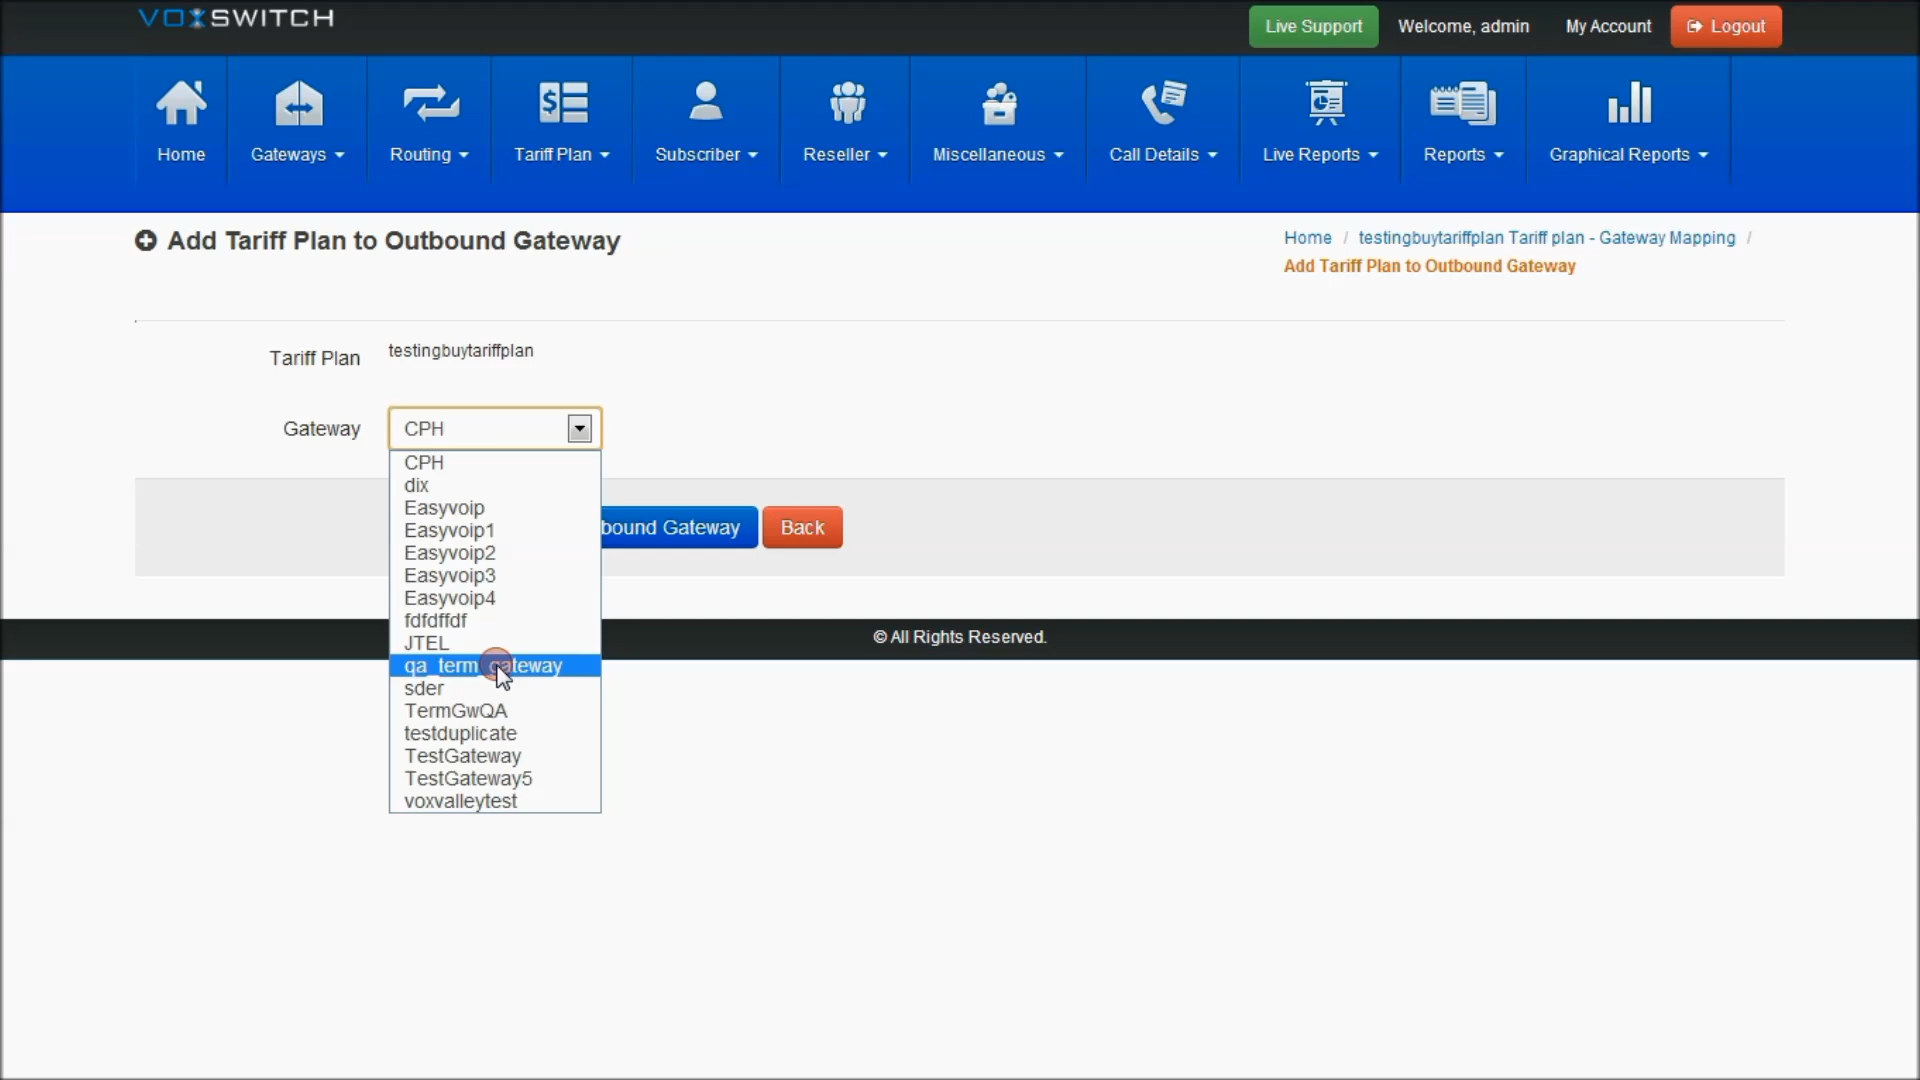 VOXSWITCH
Live Support
Welcome, admin
My Account
Logout
Home
Gateways
Routing
Tariff Plan
Subscriber
Reseller
Miscellaneous
Call Details
Live Reports
Reports
Graphical Reports
Add Tariff Plan to Outbound Gateway
Home / testingbuytariffplan Tariff plan - Gateway Mapping /
Add Tariff Plan to Outbound Gateway
Tariff Plan
testingbuytariffplan
Gateway
CPH
CPH
dix
Easyvoip
Easyvoip1
Easyvoip2
Easyvoip3
Easyvoip4
fdfdffdf
JTEL
qa_term_gateway
sder
TermGwQA
testduplicate
TestGateway
TestGateway5
voxvalleytest
bound Gateway
Back
© All Rights Reserved.